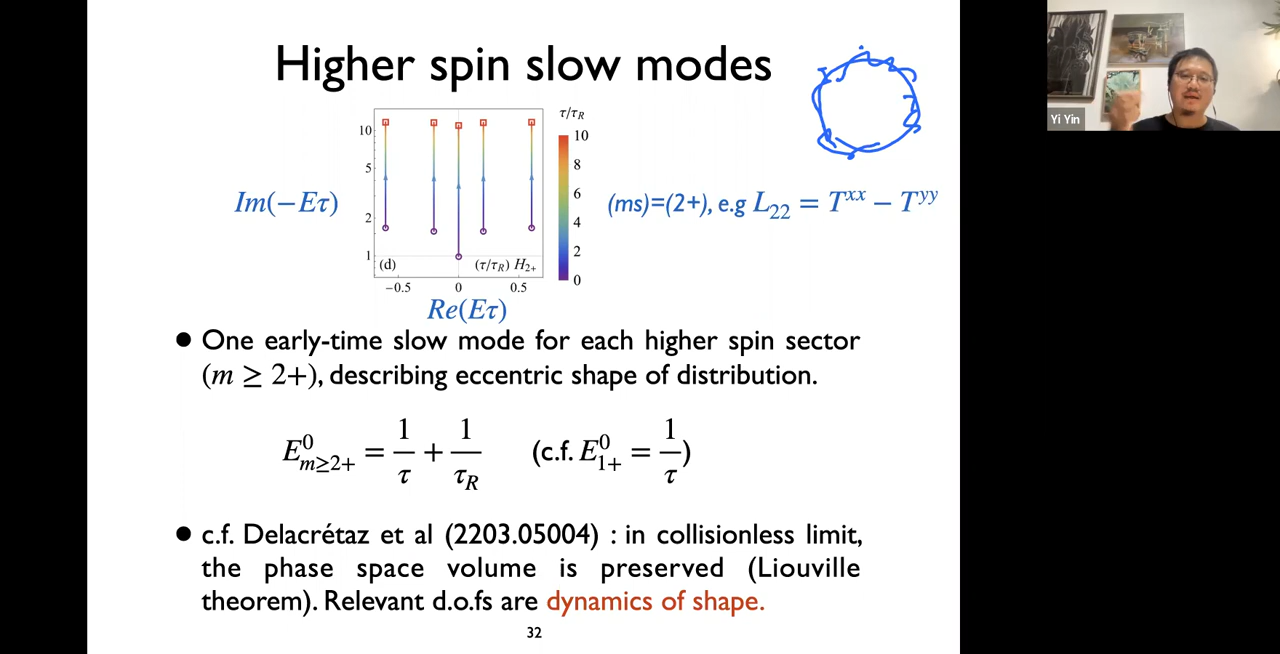 Higher spin slow modes
Yi Yin
τ/τ_R
10
5
2
1
10
8
6
4
2
0
Im(−Eτ)
(ms)=(2+), e.g L₂₂ = T^{xx} − T^{yy}
(d)
(τ/τ_R) H₂₊
−0.5 0 0.5
Re(Eτ)
● One early-time slow mode for each higher spin sector
(m ≥ 2+), describing eccentric shape of distribution.
E^0_{m≥2+} = 1/τ + 1/τ_R (c.f. E^0_{1+} = 1/τ)
● c.f. Delacrétaz et al (2203.05004) : in collisionless limit,
the phase space volume is preserved (Liouville
theorem). Relevant d.o.fs are dynamics of shape.
32